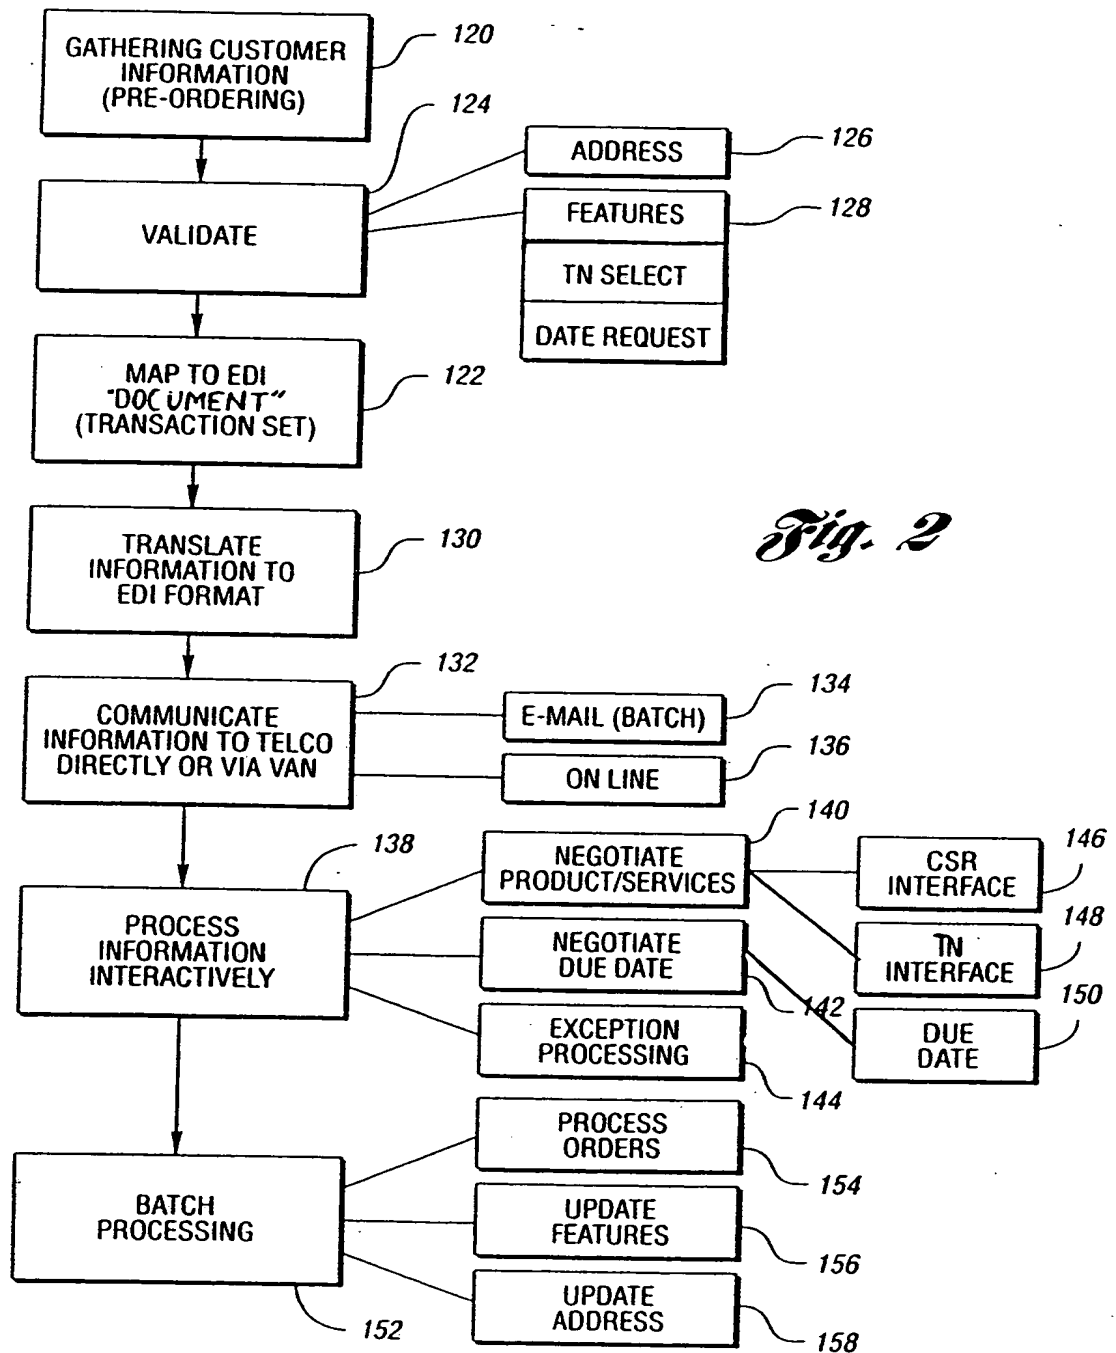 GATHERING CUSTOMER
INFORMATION
(PRE-ORDERING)
120
124
VALIDATE
ADDRESS
126
FEATURES
128
TN SELECT
DATE REQUEST
MAP TO EDI
"DOCUMENT"
(TRANSACTION SET)
122
TRANSLATE
INFORMATION TO
EDI FORMAT
130
Fig. 2
132
COMMUNICATE
INFORMATION TO TELCO
DIRECTLY OR VIA VAN
E-MAIL (BATCH)
134
ON LINE
136
138
PROCESS
INFORMATION
INTERACTIVELY
140
NEGOTIATE
PRODUCT/SERVICES
CSR
INTERFACE
146
NEGOTIATE
DUE DATE
142
TN
INTERFACE
148
EXCEPTION
PROCESSING
144
DUE
DATE
150
BATCH
PROCESSING
152
PROCESS
ORDERS
154
UPDATE
FEATURES
156
UPDATE
ADDRESS
158